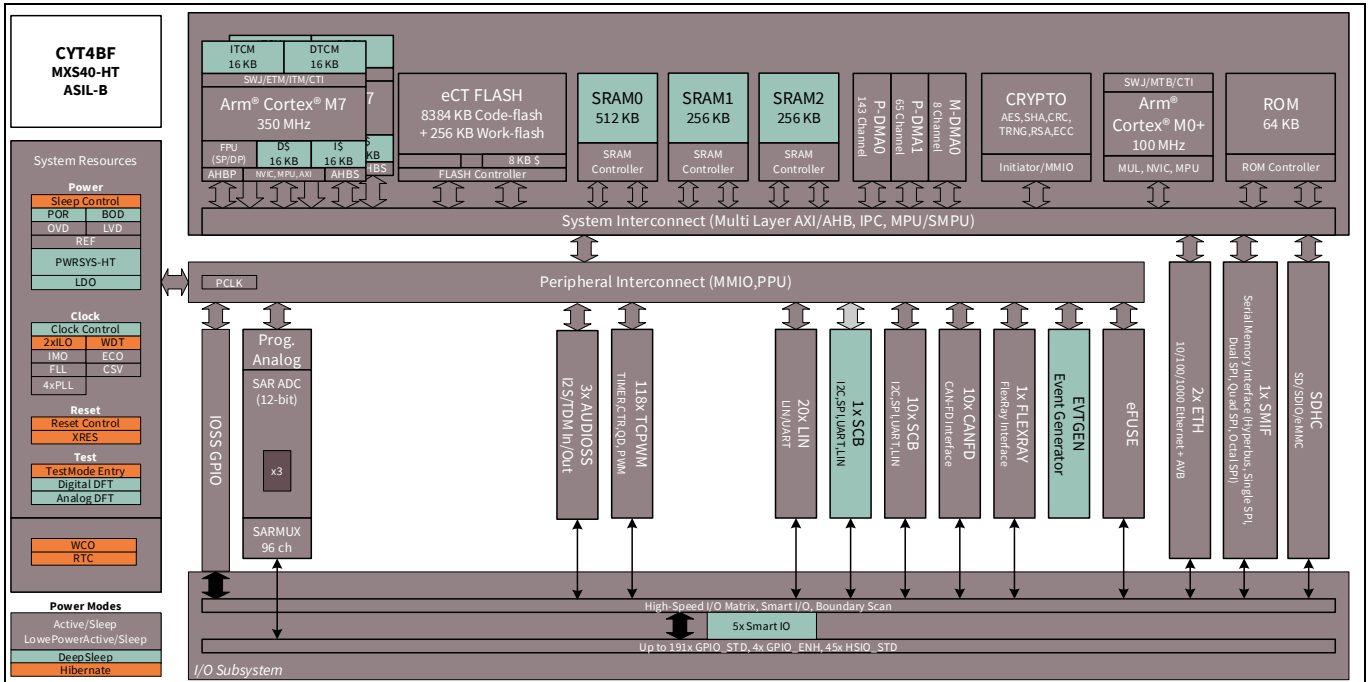 CYT4BF
MXS40-HT
ASIL-B
System Resources
Power
Sleep Control
POR BOD
OVD LVD
REF
PWRSYS-HT
LDO
Clock
Clock Control
2xILO WDT
IMO ECO
FLL CSV
4xPLL
Reset
Reset Control
XRES
Test
TestMode Entry
Digital DFT
Analog DFT
WCO
RTC
Power Modes
Active/Sleep
LowePowerActive/Sleep
DeepSleep
Hibernate
ITCM
16 KB
DTCM
16 KB
SWJ/ETM/ITM/CTI
Arm® Cortex® M7
350 MHz
FPU
(SP/DP)
D$
16 KB
I$
16 KB
AHBP
NVIC, MPU, AXI
AHBS
7
$
KB
HBS
eCT FLASH
8384 KB Code-flash
+ 256 KB Work-flash
8 KB $
FLASH Controller
SRAM0
512 KB
SRAM
Controller
SRAM1
256 KB
SRAM
Controller
SRAM2
256 KB
SRAM
Controller
P-DMA0
143 Channel
P-DMA1
65 Channel
M-DMA0
8 Channel
CRYPTO
AES,SHA,CRC,
TRNG,RSA,ECC
Initiator/MMIO
SWJ/MTB/CTI
Arm®
Cortex® M0+
100 MHz
MUL, NVIC, MPU
ROM
64 KB
ROM Controller
System Interconnect (Multi Layer AXI/AHB, IPC, MPU/SMPU)
PCLK
Peripheral Interconnect (MMIO,PPU)
IOSS GPIO
Prog.
Analog
SAR ADC
(12-bit)
x3
SARMUX
96 ch
3x AUDIOSS
I2S/TDM In/Out
118x TCPWM
TIMER,CTR,QD, PWM
20x LIN
LIN/UART
1x SCB
I2C,SPI,UART,LIN
10x SCB
I2C,SPI,UART,LIN
10x CANFD
CAN-FD Interface
1x FLEXRAY
FlexRay Interface
EVTGEN
Event Generator
eFUSE
2x ETH
10/100/1000 Ethernet + AVB
1x SMIF
Serial Memory Interface (Hyperbus, Single SPI,
Dual SPI, Quad SPI, Octal SPI)
SDHC
SD/SDIO/eMMC
High-Speed I/O Matrix, Smart I/O, Boundary Scan
5x Smart IO
Up to 191x GPIO_STD, 4x GPIO_ENH, 45x HSIO_STD
I/O Subsystem